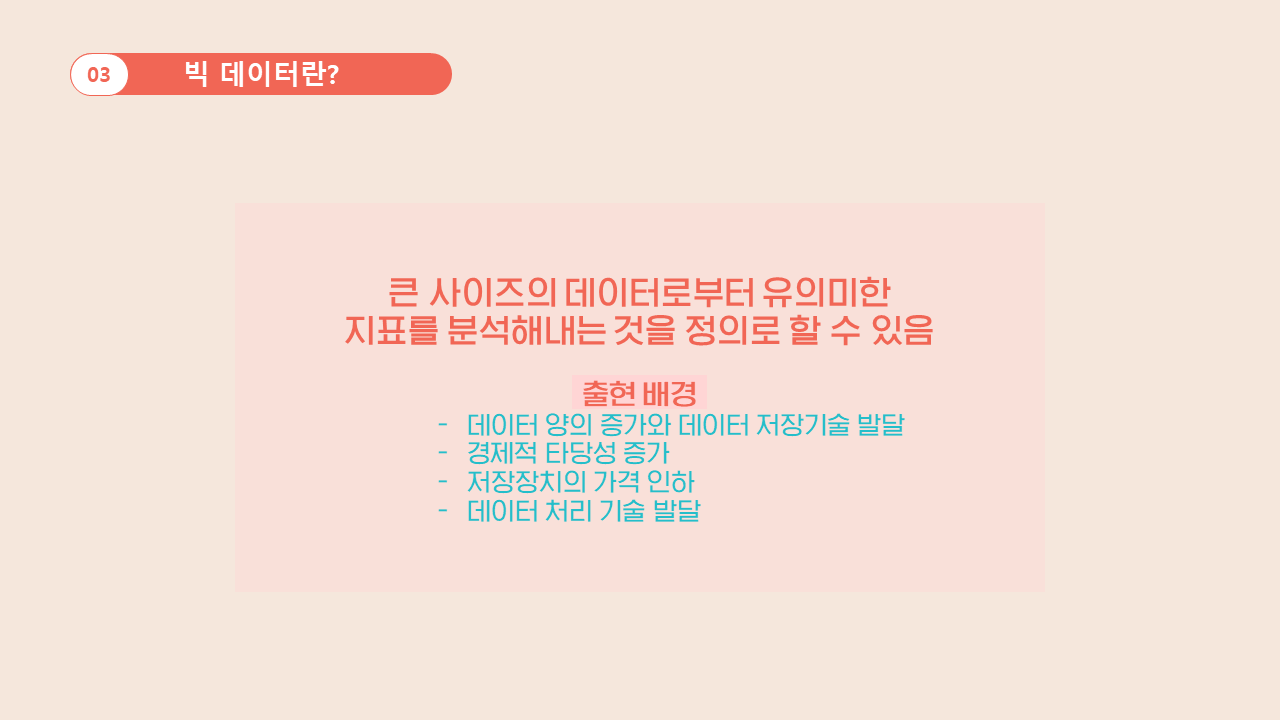 03 빅 데이터란?
큰 사이즈의 데이터로부터 유의미한
지표를 분석해내는 것을 정의로 할 수 있음
출현 배경
- 데이터 양의 증가와 데이터 저장기술 발달
- 경제적 타당성 증가
- 저장장치의 가격 인하
- 데이터 처리 기술 발달